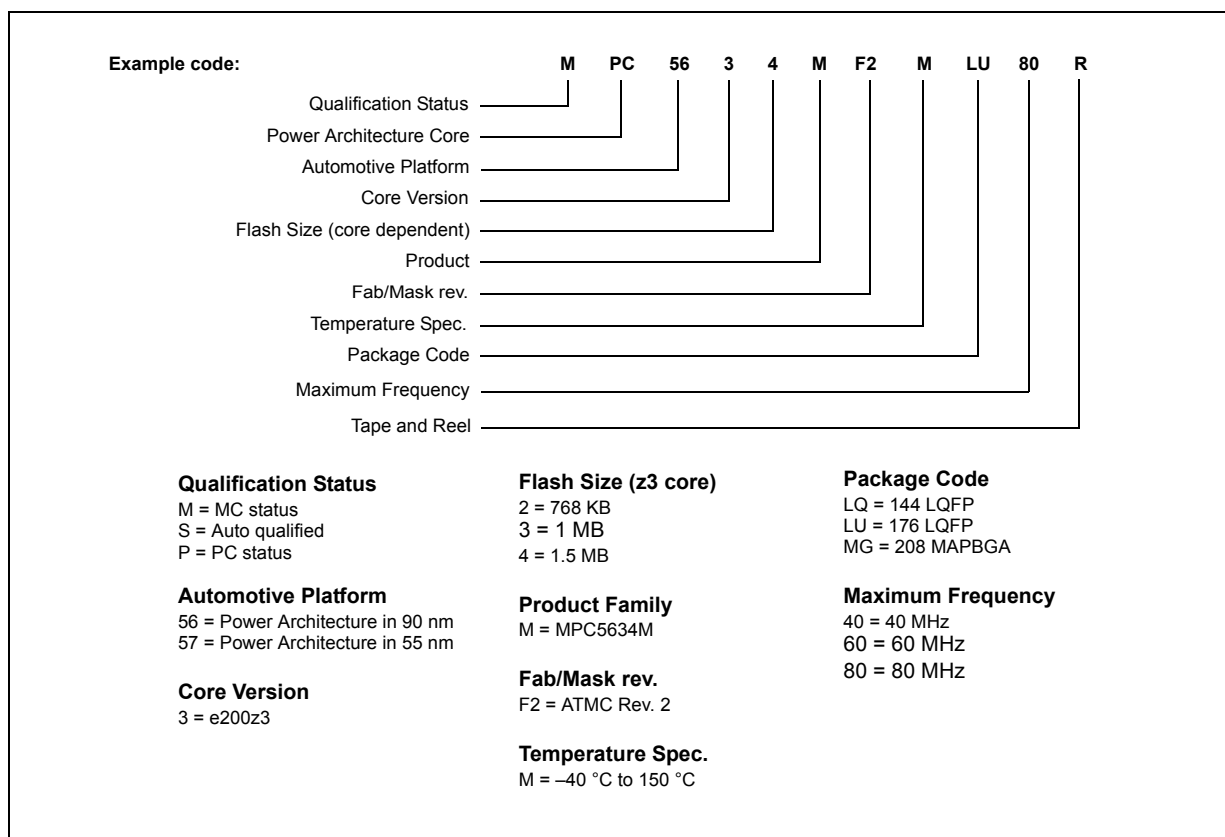 Example code: M PC 56 3 4 M F2 M LU 80 R
Qualification Status
Power Architecture Core
Automotive Platform
Core Version
Flash Size (core dependent)
Product
Fab/Mask rev.
Temperature Spec.
Package Code
Maximum Frequency
Tape and Reel
Qualification Status
M = MC status
S = Auto qualified
P = PC status
Automotive Platform
56 = Power Architecture in 90 nm
57 = Power Architecture in 55 nm
Core Version
3 = e200z3
Flash Size (z3 core)
2 = 768 KB
3 = 1 MB
4 = 1.5 MB
Product Family
M = MPC5634M
Fab/Mask rev.
F2 = ATMC Rev. 2
Temperature Spec.
M = –40 °C to 150 °C
Package Code
LQ = 144 LQFP
LU = 176 LQFP
MG = 208 MAPBGA
Maximum Frequency
40 = 40 MHz
60 = 60 MHz
80 = 80 MHz